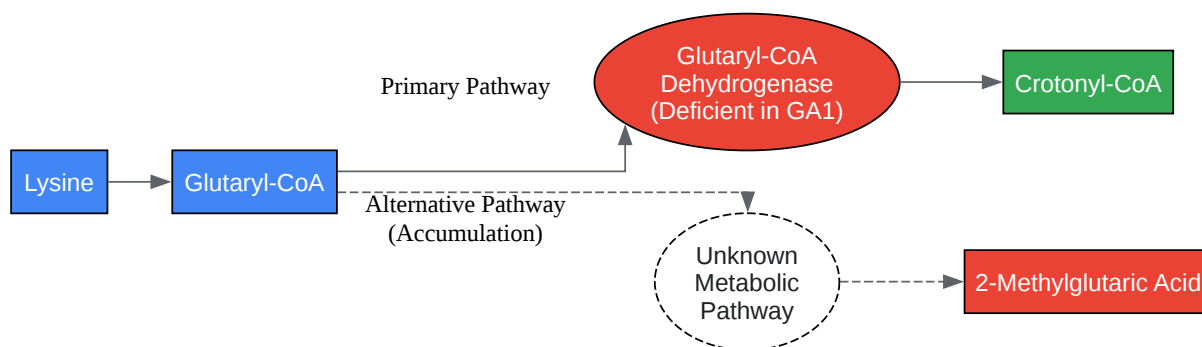 Glutaryl-CoA
Dehydrogenase
(Deficient in GA1)
Crotonyl-CoA
Primary Pathway
Lysine
Glutaryl-CoA
Alternative Pathway
(Accumulation)
Unknown
Metabolic
Pathway
2-Methylglutaric Acid